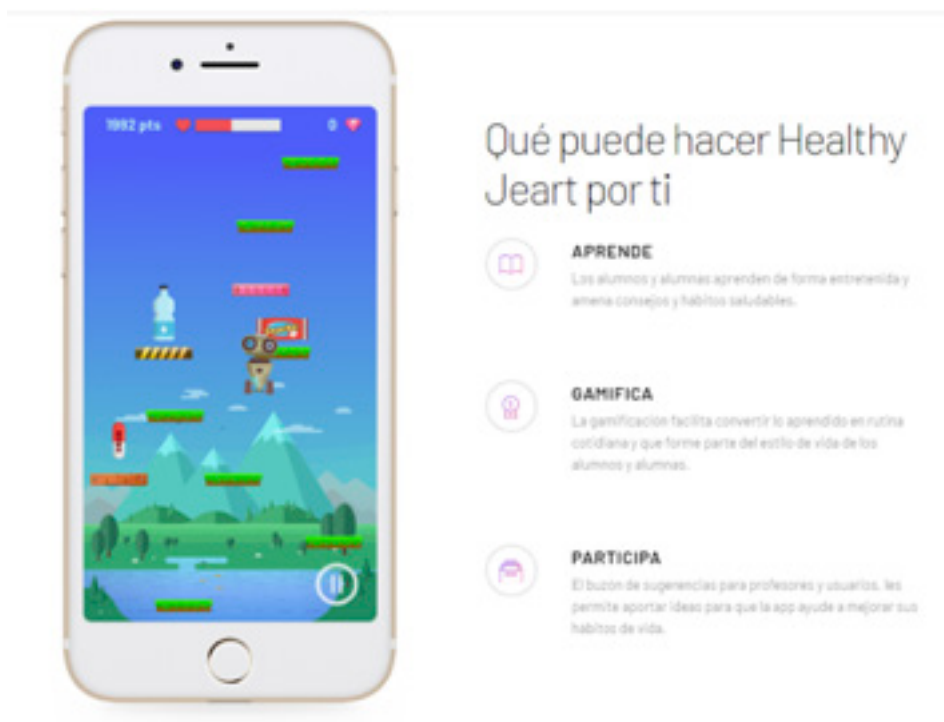 1992 pts
0
Qué puede hacer Healthy
Jeart por ti
APRENDE
Los alumnos y alumnas aprenden de forma entretenida y
amena consejos y hábitos saludables.
GAMIFICA
La gamificación facilita convertir lo aprendido en rutina
cotidiana y que forme parte del estilo de vida de los
alumnos y alumnas.
PARTICIPA
El buzón de sugerencias para profesores y usuarios, les
permite aportar ideas para que la app ayude a mejorar sus
hábitos de vida.